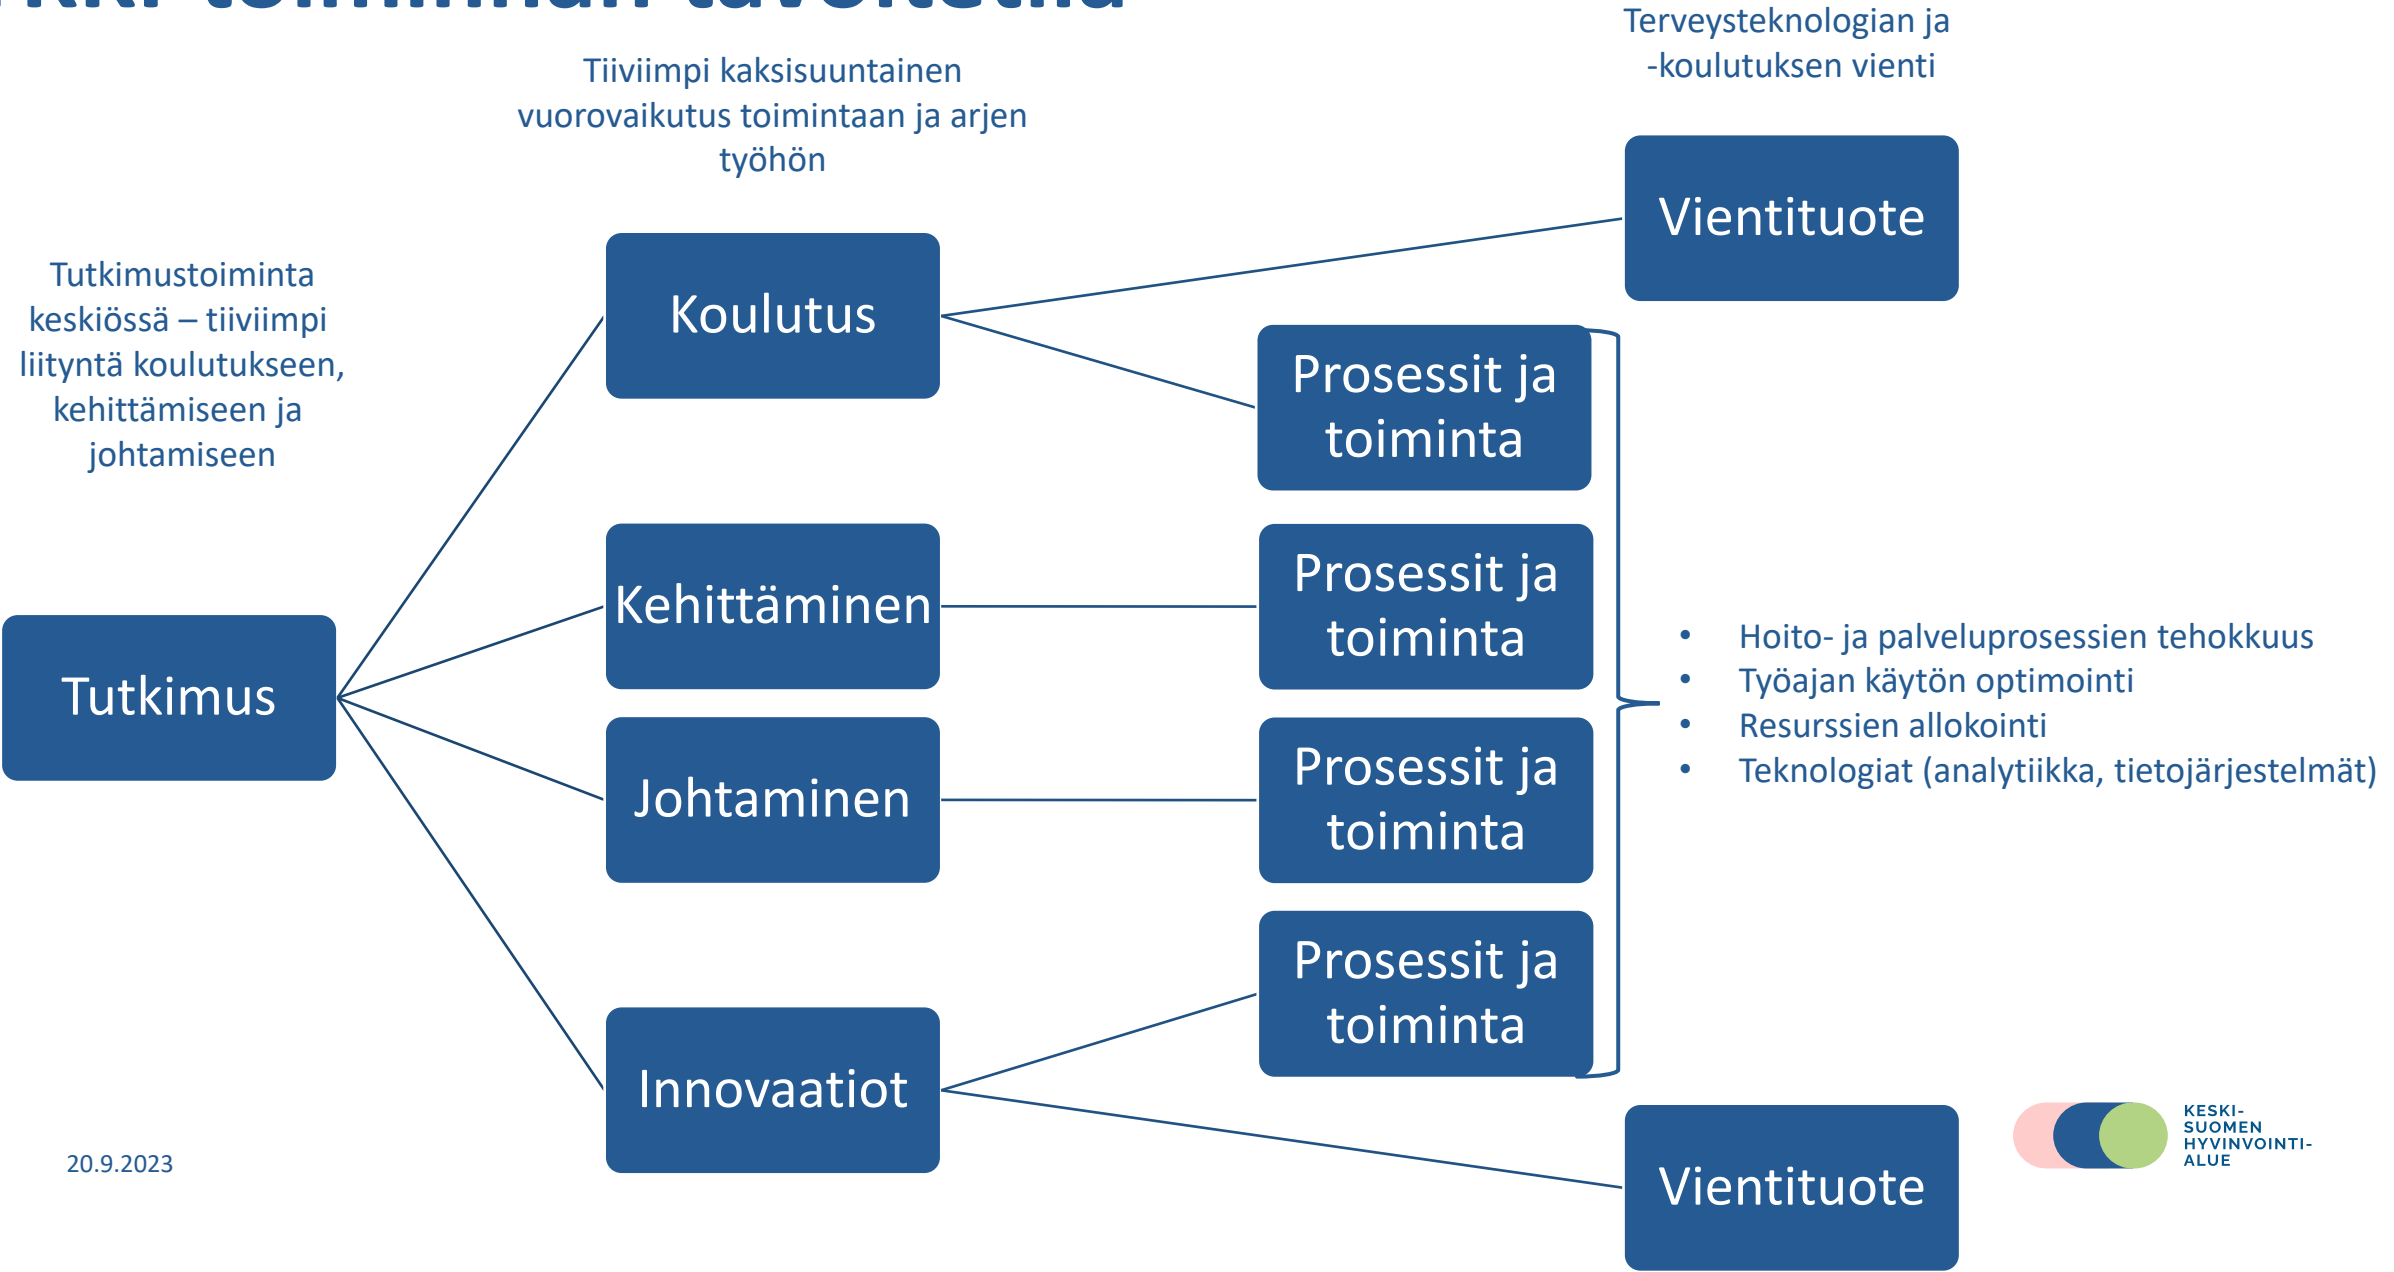 toiminnan tavoitetila
Terveysteknologian ja
-koulutuksen vienti
Tiiviimpi kaksisuuntainen
vuorovaikutus toimintaan ja arjen
työhön
Vientituote
Tutkimustoiminta
keskiössä – tiiviimpi
liityntä koulutukseen,
kehittämiseen ja
johtamiseen
Koulutus
Prosessit ja
toiminta
Kehittäminen
Prosessit ja
toiminta
Tutkimus
Johtaminen
Prosessit ja
toiminta
• Hoito- ja palveluprosessien tehokkuus
• Työajan käytön optimointi
• Resurssien allokointi
• Teknologiat (analytiikka, tietojärjestelmät)
Innovaatiot
Prosessit ja
toiminta
Vientituote
20.9.2023
KESKI-
SUOMEN
HYVINVOINTI-
ALUE